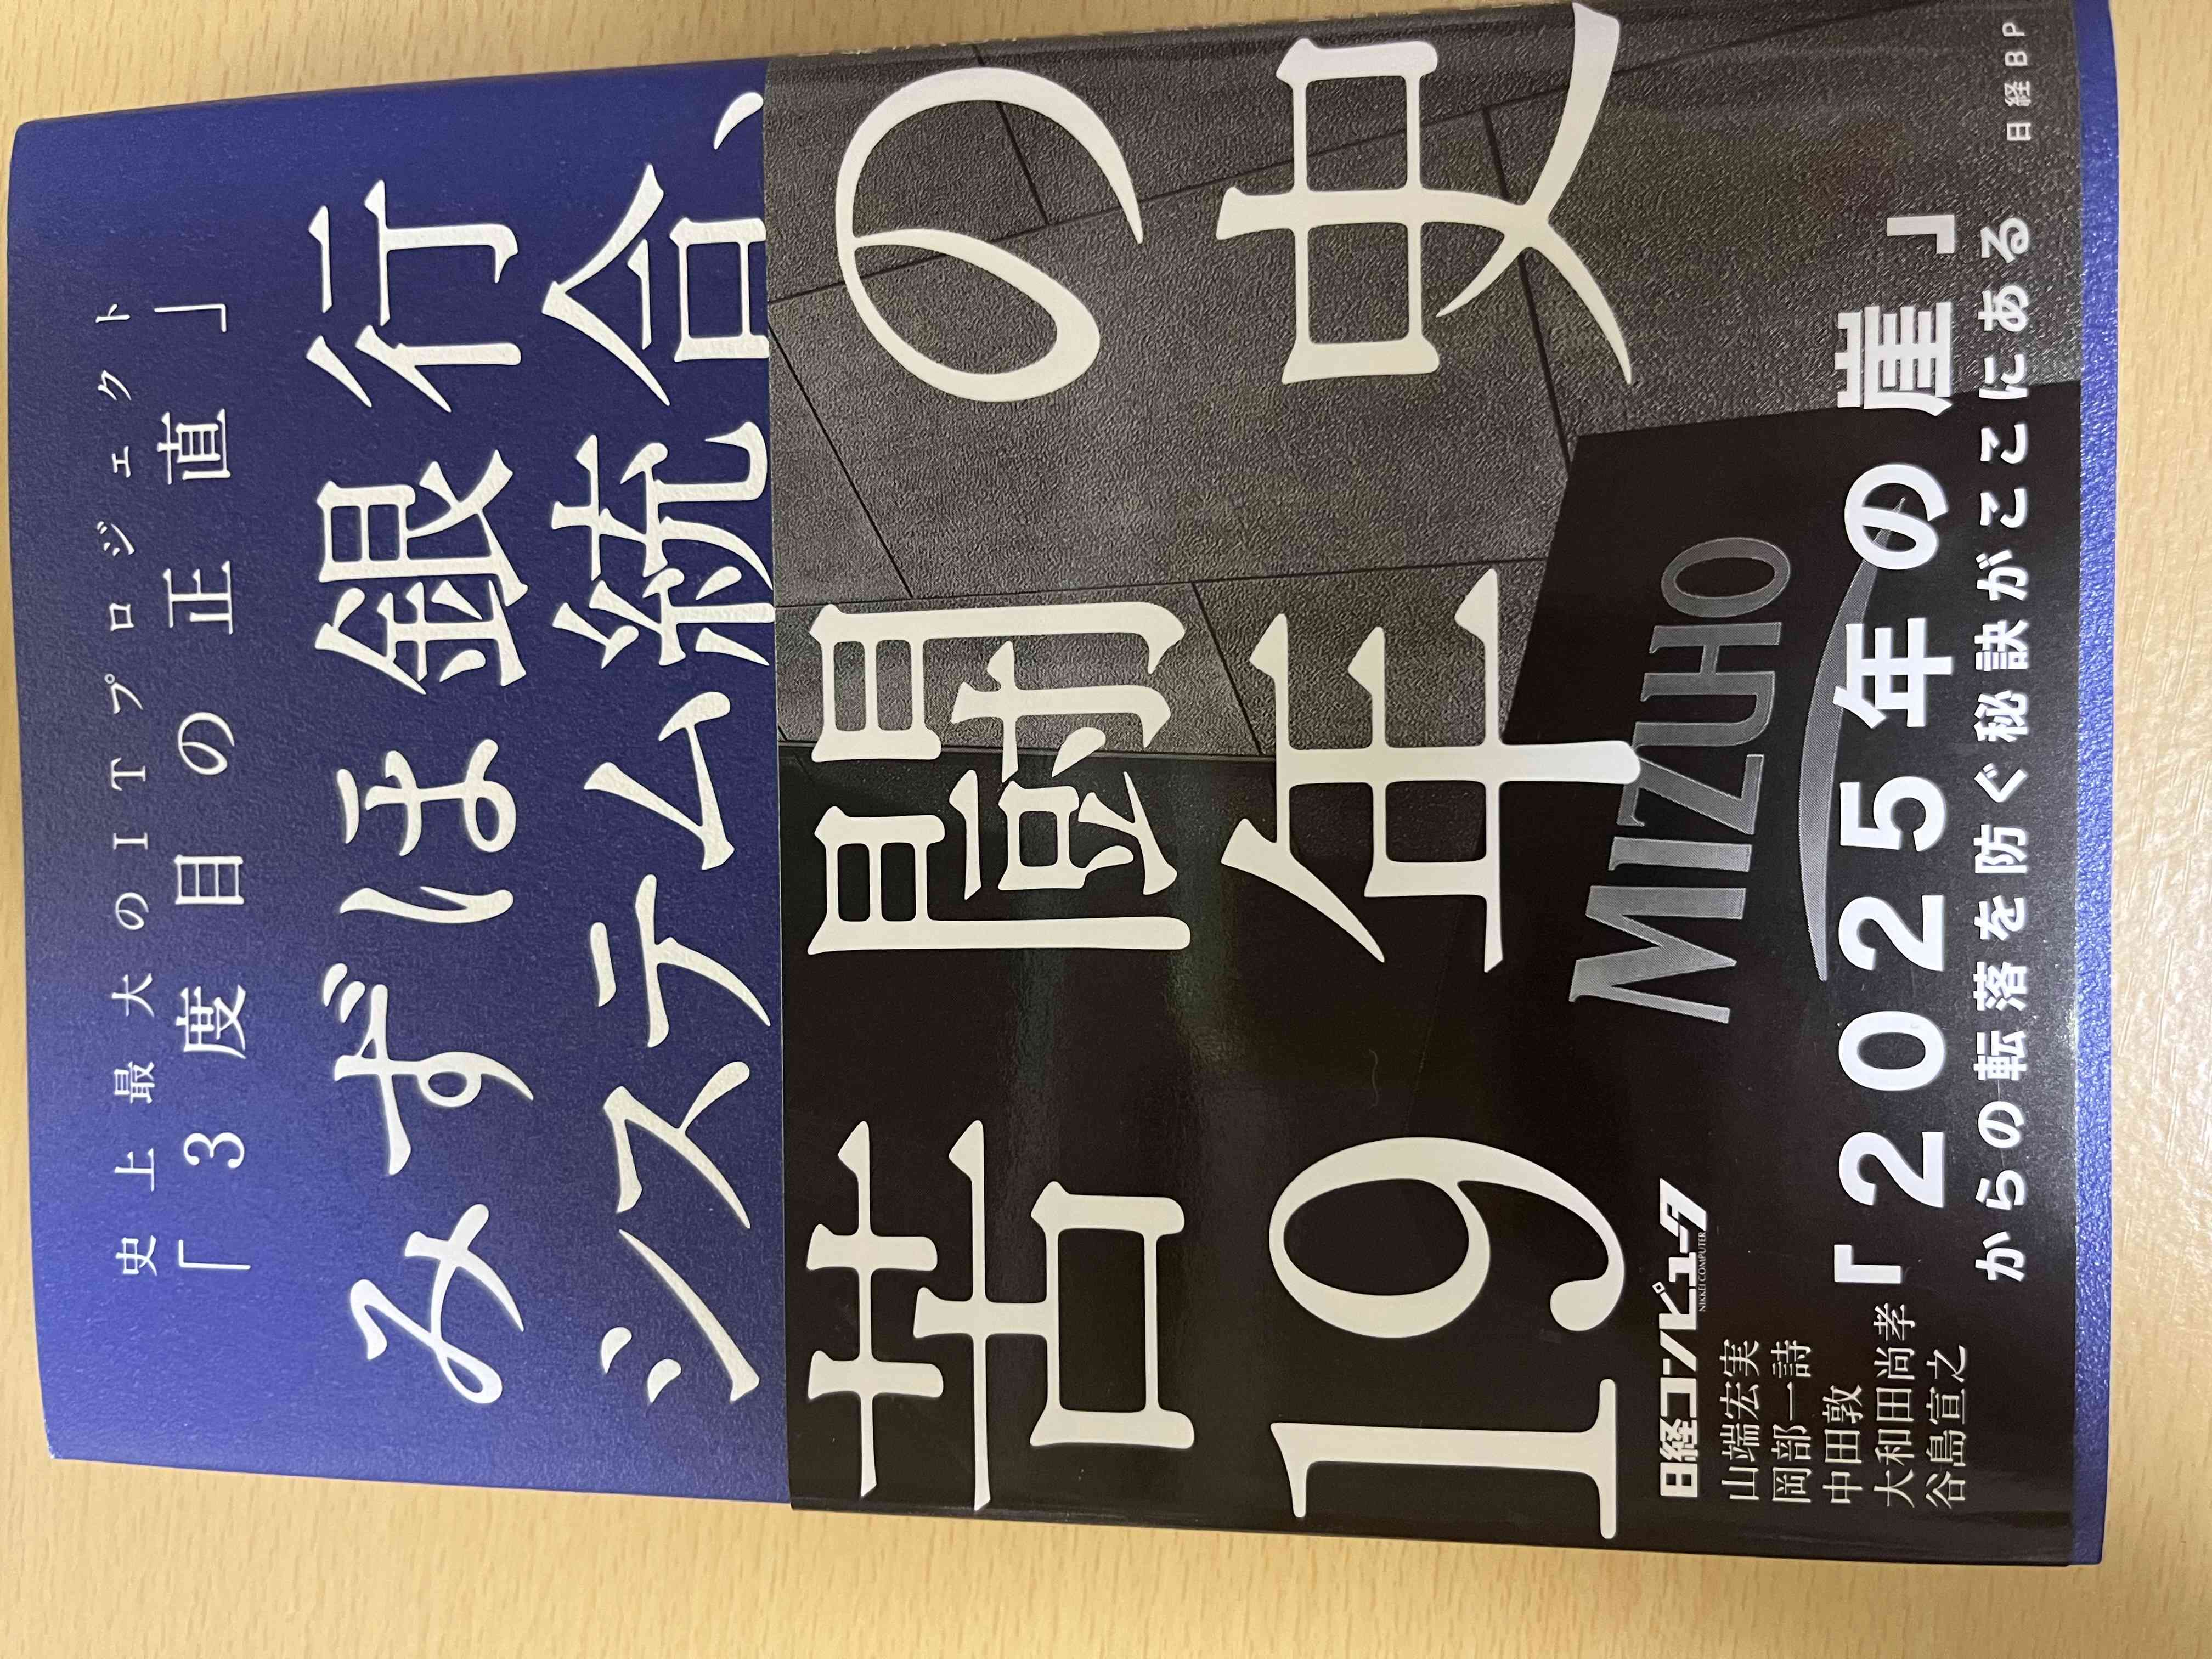 史上最大のITプロジェクト
「3度目の正直」
みずほ銀行
システム統合、
苦闘の
19年史
MIZUHO
日経コンピュータ
NIKKEI COMPUTER
山端宏実
岡部一詩
中田敦
大和田尚孝
谷島宣之
「2025年の崖」
からの転落を防ぐ秘訣がここにある
日経BP